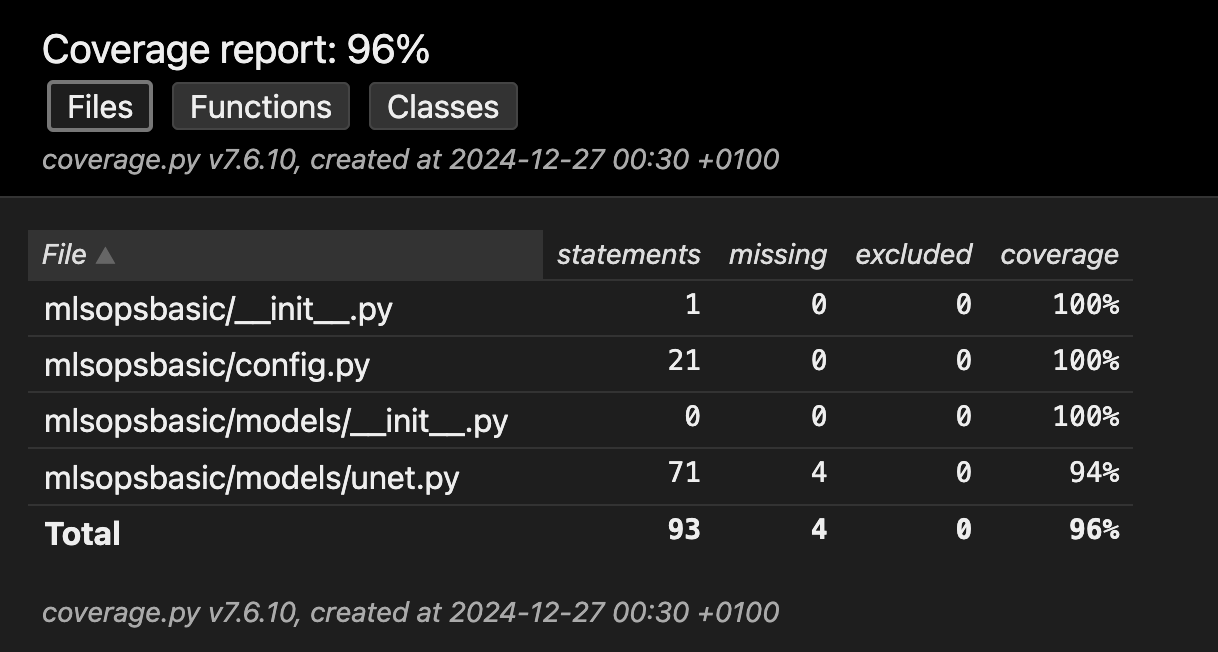 Coverage report: 96%
Files Functions Classes
coverage.py v7.6.10, created at 2024-12-27 00:30 +0100
File ▲ statements missing excluded coverage
mlsopsbasic/__init__.py 1 0 0 100%
mlsopsbasic/config.py 21 0 0 100%
mlsopsbasic/models/__init__.py 0 0 0 100%
mlsopsbasic/models/unet.py 71 4 0 94%
Total 93 4 0 96%
coverage.py v7.6.10, created at 2024-12-27 00:30 +0100